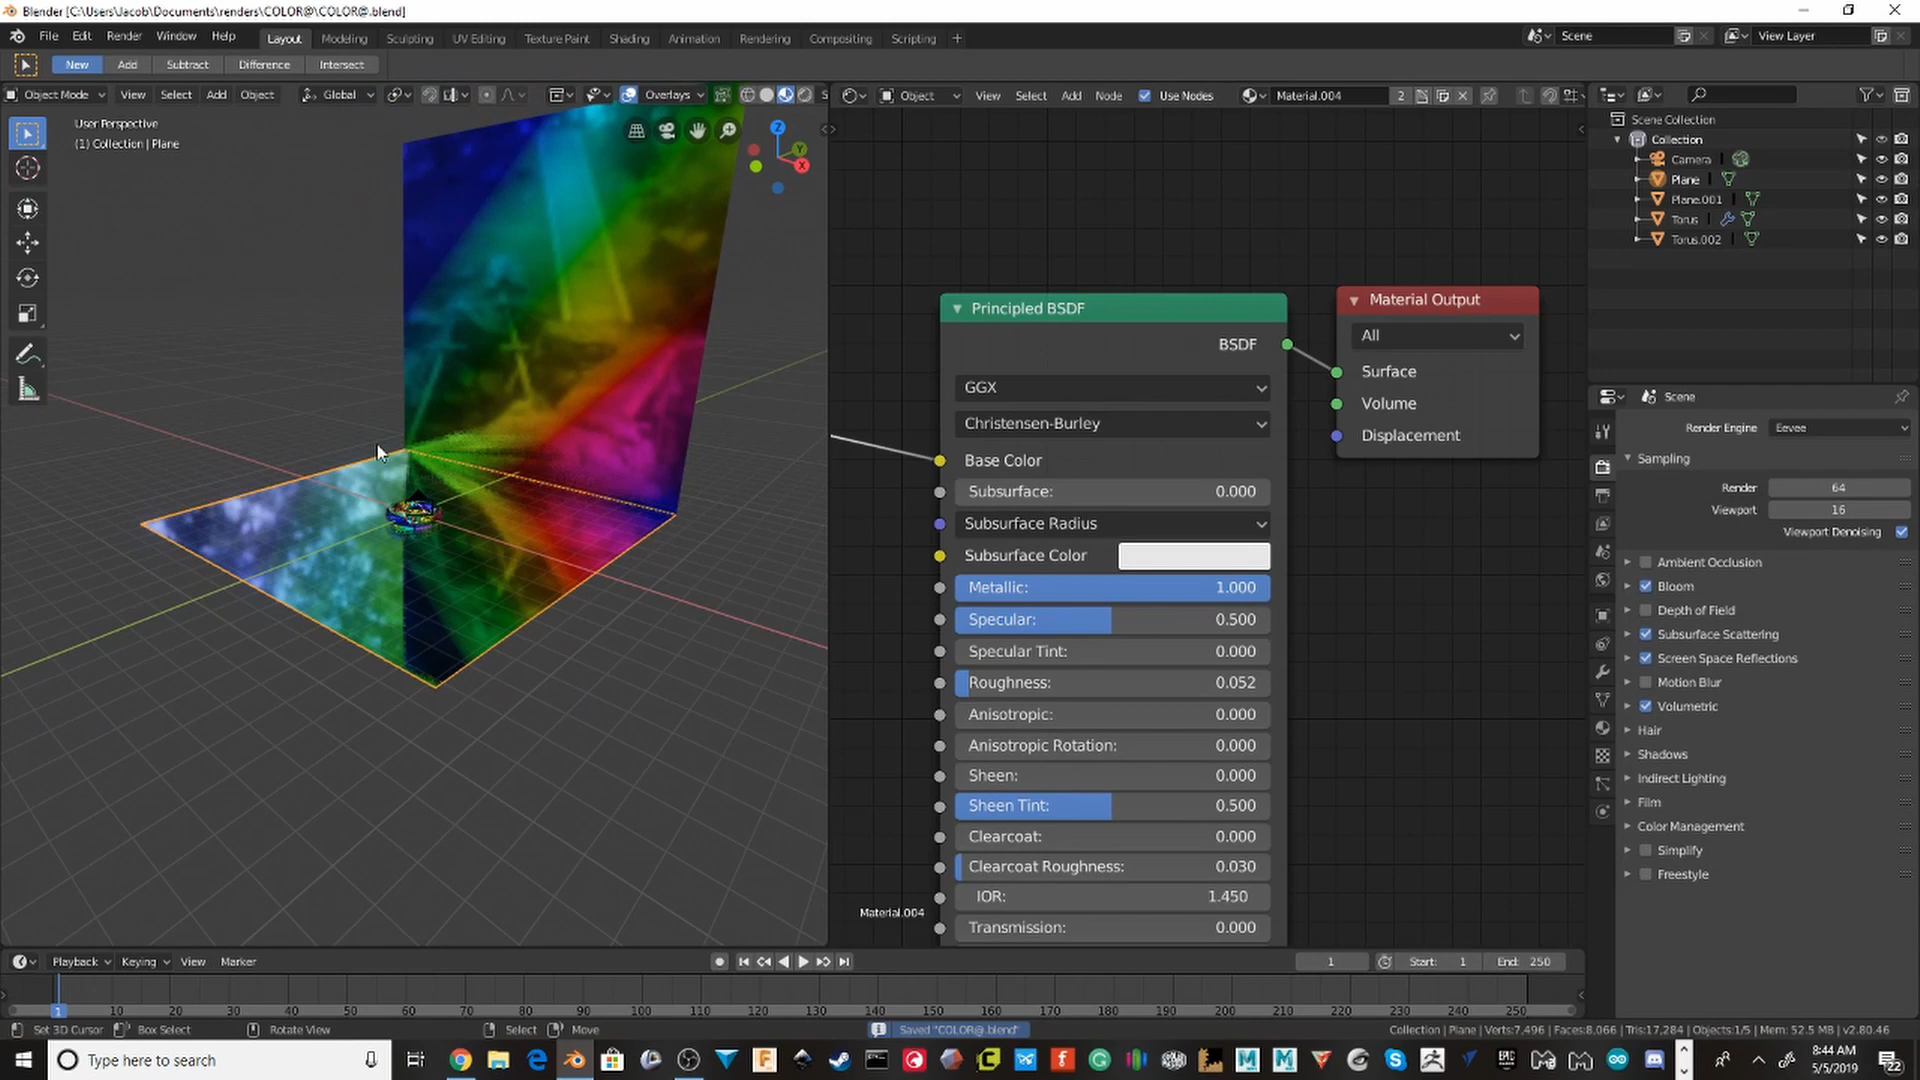 Blender [C:\Users\Jacob\Documents\renders\COLOR@\COLOR@.blend]
File Edit Render Window Help Layout Modeling Sculpting UV Editing Texture Paint Shading Animation Rendering Compositing Scripting + Scene View Layer
New Add Subtract Difference Intersect
Object Mode View Select Add Object Global Overlays S Object View Select Add Node Use Nodes Material.004 2
User Perspective
(1) Collection | Plane
Z
Y
X
Principled BSDF
BSDF
GGX
Christensen-Burley
Base Color
Subsurface: 0.000
Subsurface Radius
Subsurface Color
Metallic: 1.000
Specular: 0.500
Specular Tint: 0.000
Roughness: 0.052
Anisotropic: 0.000
Anisotropic Rotation: 0.000
Sheen: 0.000
Sheen Tint: 0.500
Clearcoat: 0.000
Clearcoat Roughness: 0.030
IOR: 1.450
Transmission: 0.000
Material.004
Material Output
All
Surface
Volume
Displacement
Scene Collection
Collection
Camera
Plane
Plane.001
Torus
Torus.002
Scene
Render Engine Eevee
Sampling
Render 64
Viewport 16
Viewport Denoising
Ambient Occlusion
Bloom
Depth of Field
Subsurface Scattering
Screen Space Reflections
Motion Blur
Volumetric
Hair
Shadows
Indirect Lighting
Film
Color Management
Simplify
Freestyle
Playback Keying View Marker 1 Start: 1 End: 250
1 10 20 30 40 50 60 70 80 90 100 110 120 130 140 150 160 170 180 190 200 210 220 230 240 250
Set 3D Cursor Box Select Rotate View Select Move Saved "COLOR@.blend" Collection | Plane | Verts:7,496 | Faces:8,066 | Tris:17,284 | Objects:1/5 | Mem: 52.5 MB | v2.80.46
Type here to search
8:44 AM
5/5/2019
22